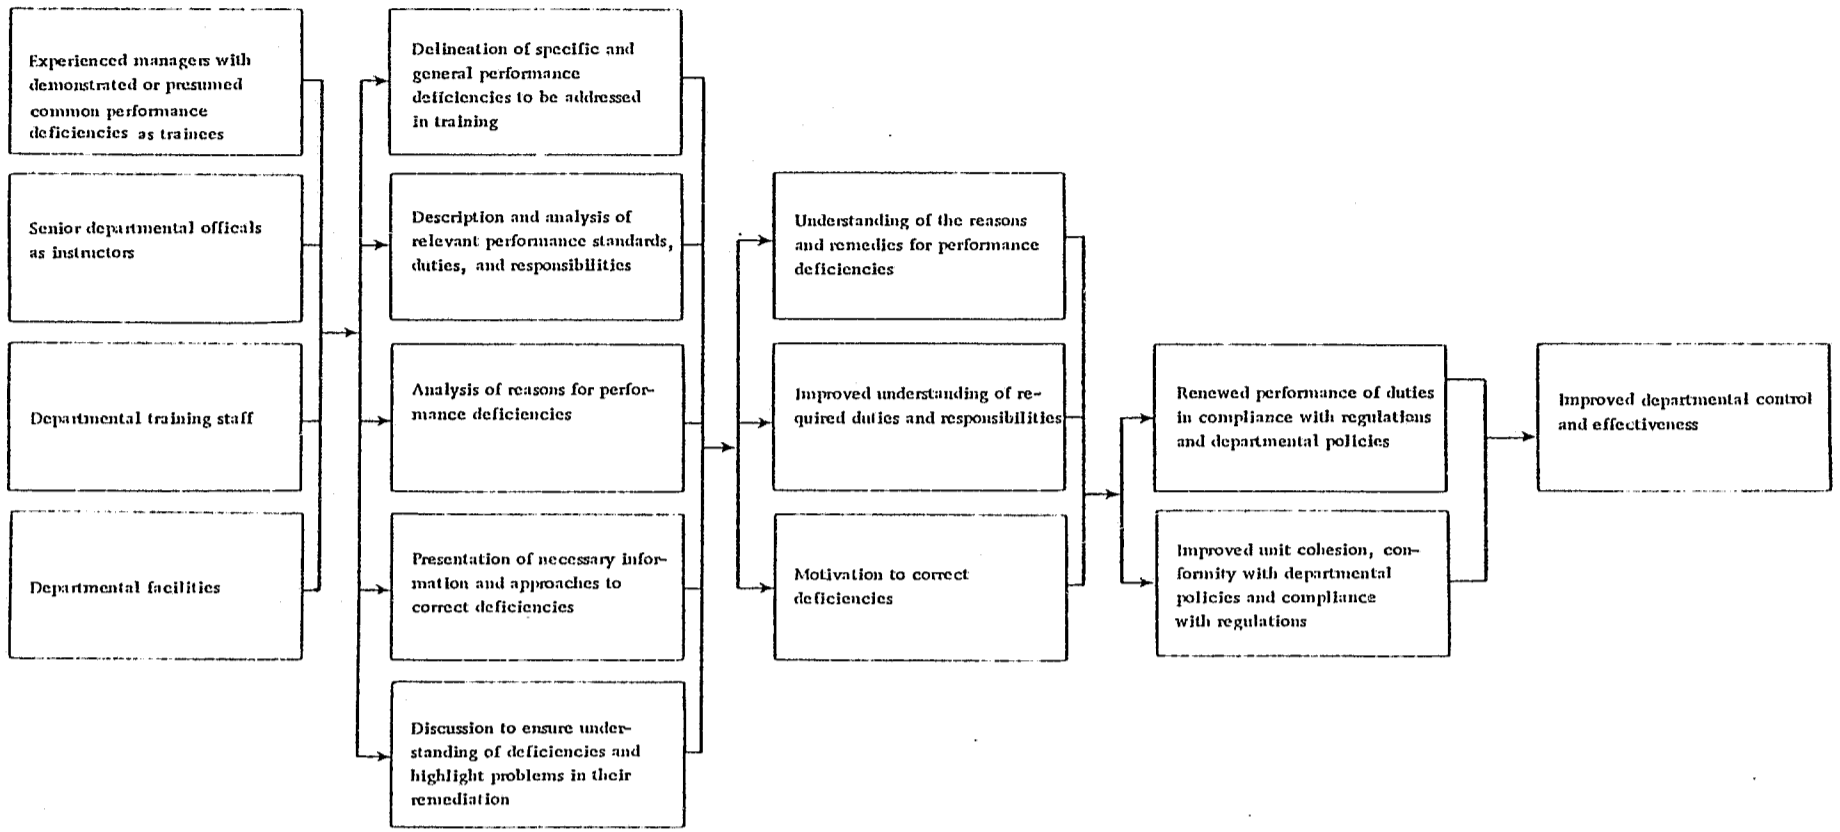 Experienced managers with
demonstrated or presumed
common performance
deficiencies as trainees
Senior departmental officals
as instructors
Departmental training staff
Departmental facilities
Delineation of specific and
general performance
deficiencies to be addressed
in training
Description and analysis of
relevant performance standards,
duties, and responsibilities
Analysis of reasons for perfor-
mance deficiencies
Presentation of necessary infor-
mation and approaches to
correct deficiencies
Discussion to ensure under-
standing of deficiencies and
highlight problems in their
remediation
Understanding of the reasons
and remedies for performance
deficiencies
Improved understanding of re-
quired duties and responsibilities
Motivation to correct
deficiencies
Renewed performance of duties
in compliance with regulations
and departmental policies
Improved unit cohesion, con-
formity with departmental
policies and compliance
with regulations
Improved departmental control
and effectiveness